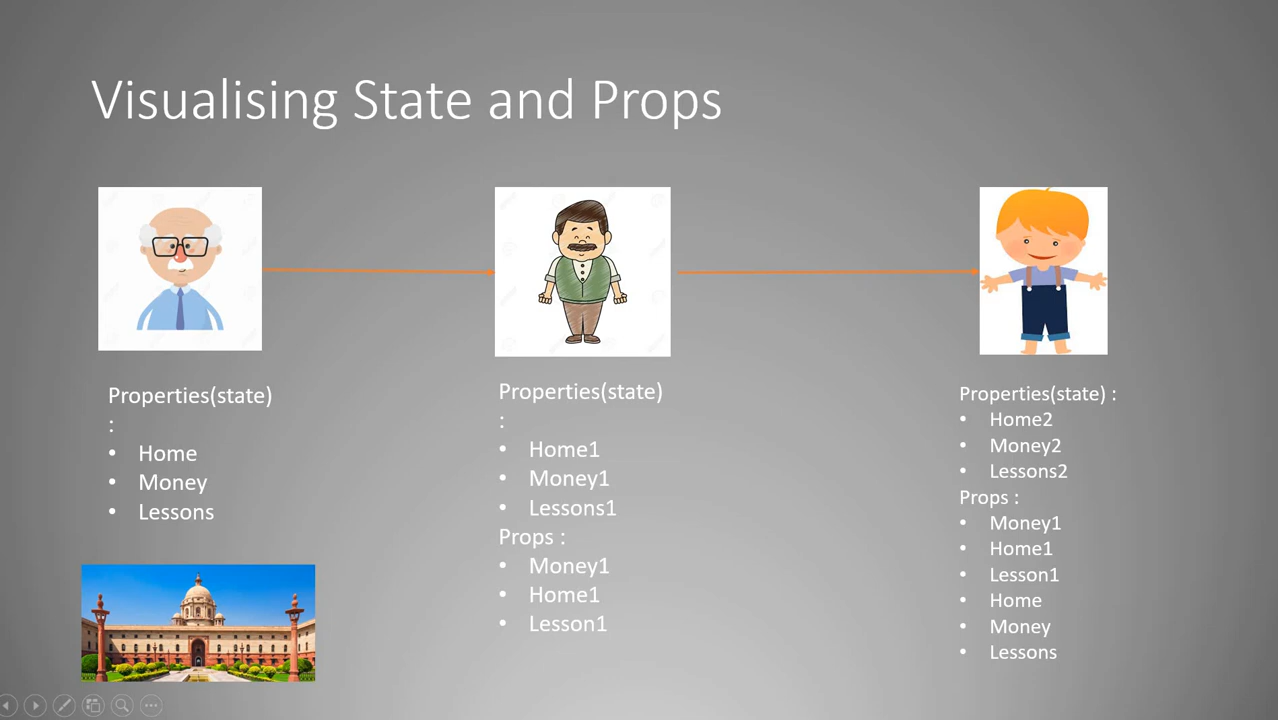 Visualising State and Props
Properties(state)
:
• Home
• Money
• Lessons
Properties(state)
:
• Home1
• Money1
• Lessons1
Props :
• Money1
• Home1
• Lesson1
Properties(state) :
• Home2
• Money2
• Lessons2
Props :
• Money1
• Home1
• Lesson1
• Home
• Money
• Lessons